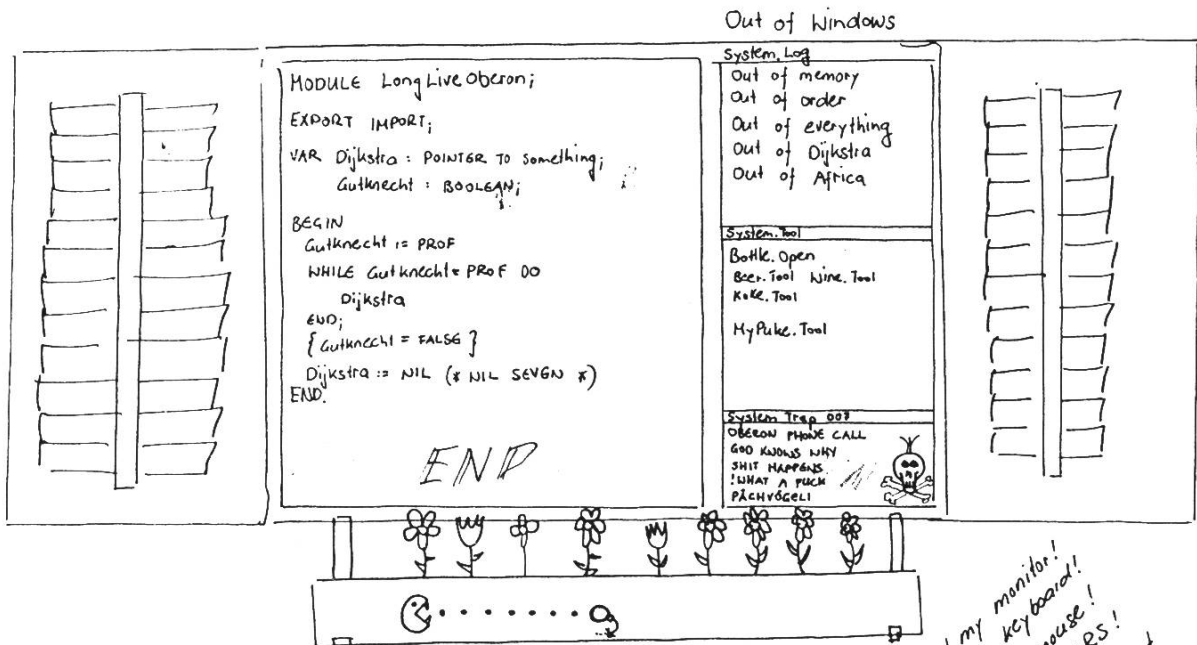 Out of Windows
MODULE LongLiveOberon;
EXPORT IMPORT;
VAR Dijkstra : POINTER TO something;
Gutknecht : BOOLEAN;
BEGIN
Gutknecht := PROF
WHILE Gutknecht = PROF DO
Dijkstra
END;
{ Gutknecht = FALSE }
Dijkstra := NIL (* NIL SEVEN *)
END.
END
System.Log
Out of memory
Out of order
Out of everything
Out of Dijkstra
Out of Africa
System.Tool
Bottle.Open
Beer.Tool Wine.Tool
Koke.Tool
MyPuke.Tool
System Trap 007
OBERON PHONE CALL
GOD KNOWS WHY
SHIT HAPPENS
!WHAT A FUCK
PÄCHVÖGELI
my monitor!
keyboard!
mouse!